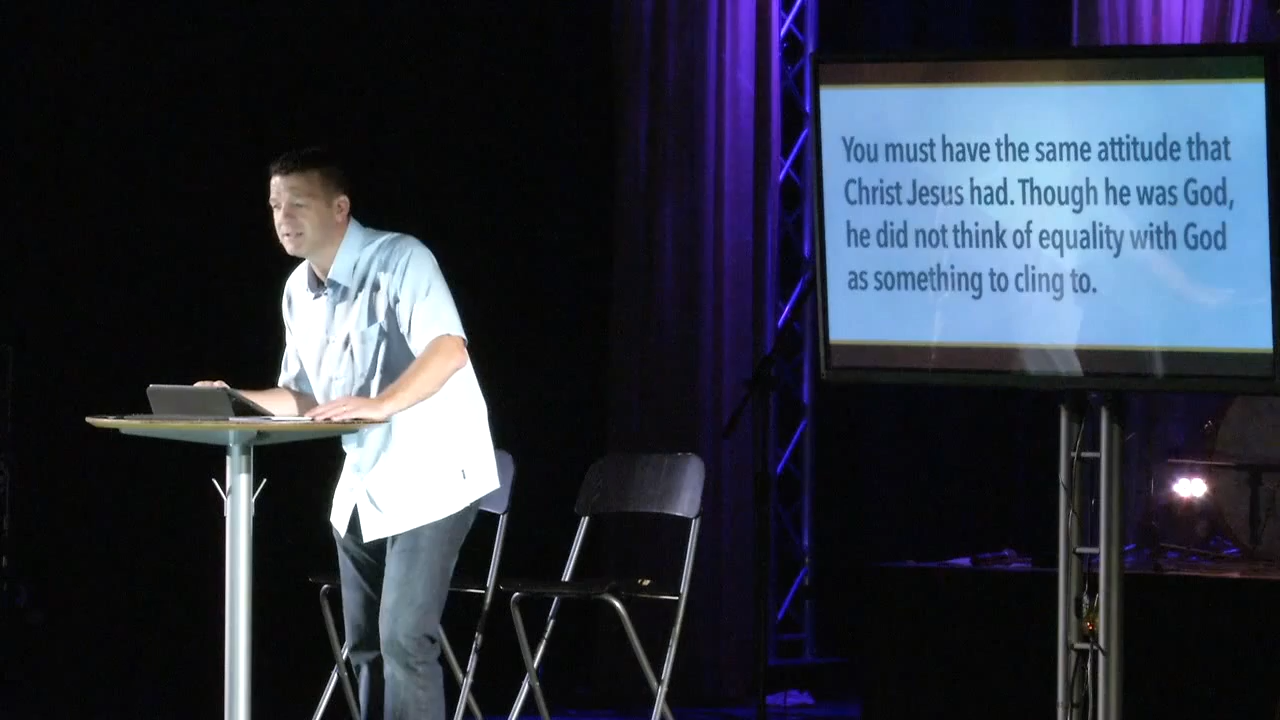 You must have the same attitude that
Christ Jesus had. Though he was God,
he did not think of equality with God
as something to cling to.